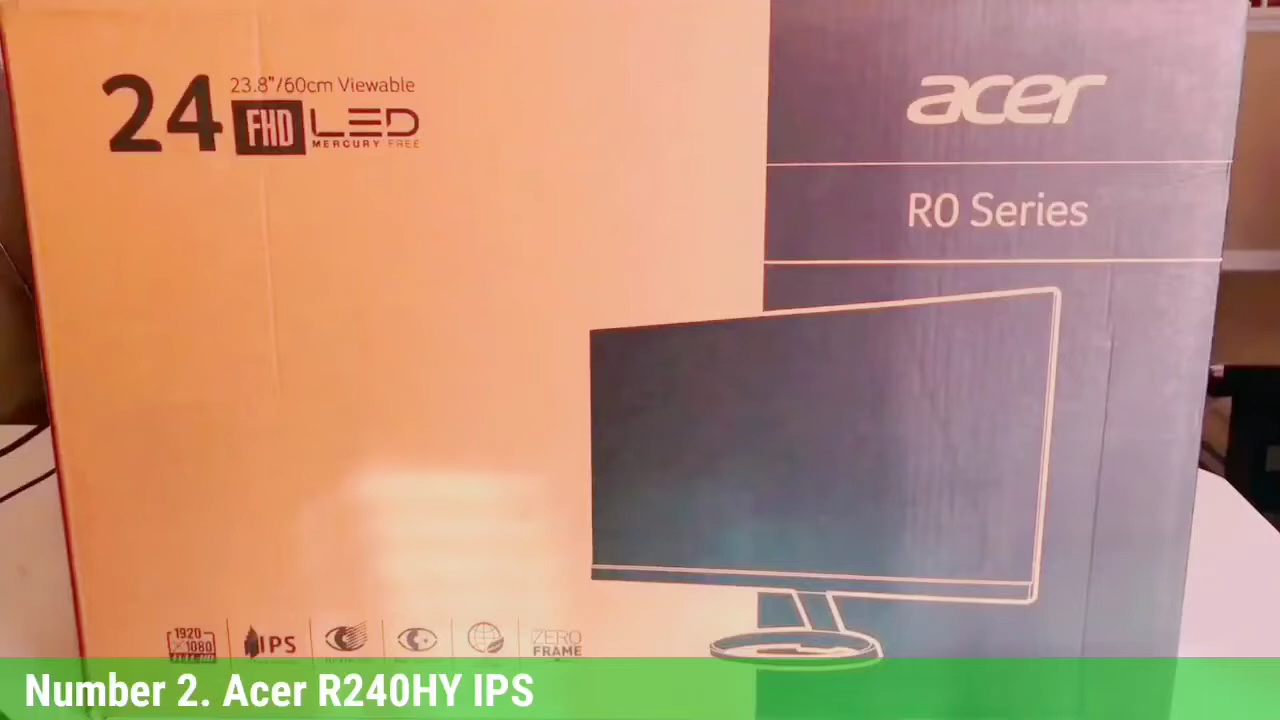 24
23.8"/60cm Viewable
FHD LED
MERCURY FREE
acer
R0 Series
1920
x1080
IPS
ZERO
FRAME
Number 2. Acer R240HY IPS